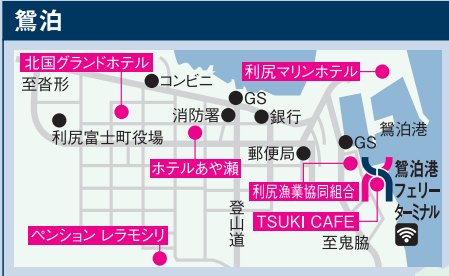 鴛泊
北国グランドホテル
至沓形
コンビニ
利尻マリンホテル
GS
消防署
銀行
利尻富士町役場
鴛泊港
GS
ホテルあや瀬
郵便局
利尻漁業協同組合
鴛泊港
フェリー
ターミナル
登山道
TSUKI CAFE
ペンション レラモシリ
至鬼脇